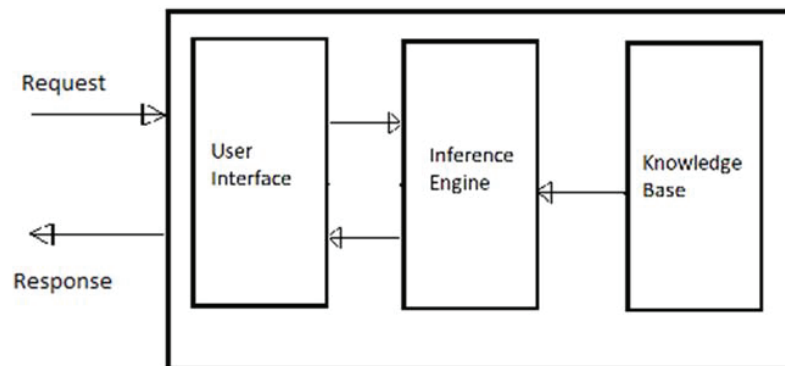 Request
User
Interface
Inference
Engine
Knowledge
Base
Response